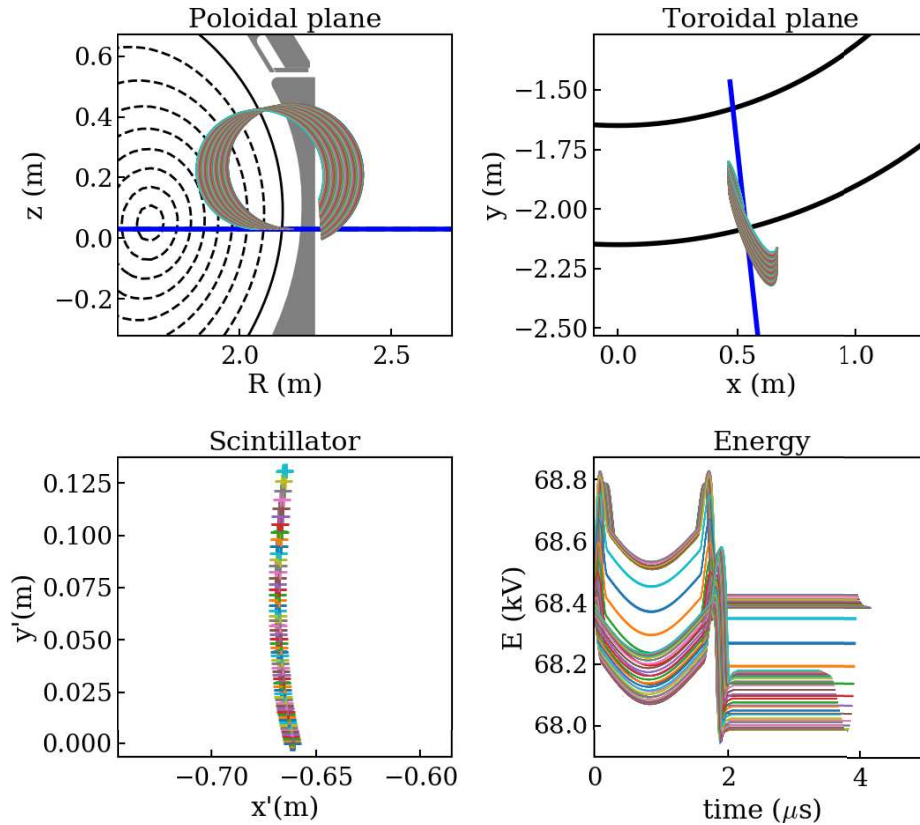 Poloidal plane
0.6
0.4
0.2
0.0
−0.2
z (m)
2.0
2.5
R (m)
Toroidal plane
−1.50
−1.75
−2.00
−2.25
−2.50
y (m)
0.0
0.5
1.0
x (m)
Scintillator
0.125
0.100
0.075
0.050
0.025
0.000
y'(m)
−0.70
−0.65
−0.60
x'(m)
Energy
68.8
68.6
68.4
68.2
68.0
E (kV)
0
2
4
time (μs)